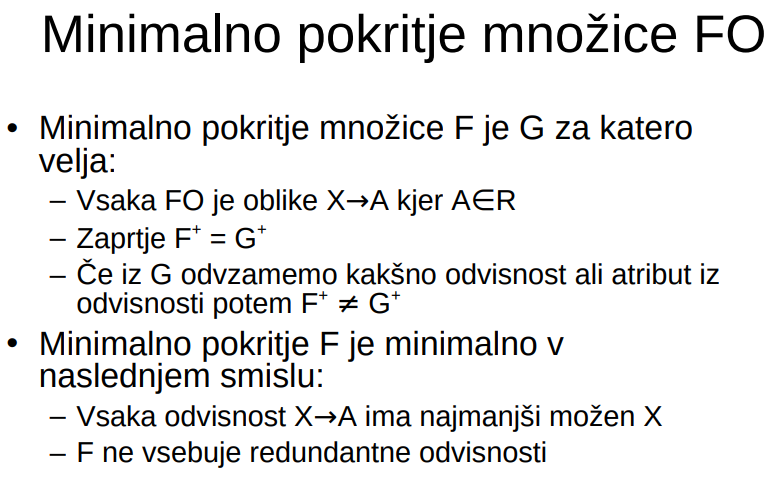 Minimalno pokritje množice FO
• Minimalno pokritje množice F je G za katero
velja:
– Vsaka FO je oblike X→A kjer A∈R
– Zaprtje F⁺ = G⁺
– Če iz G odvzamemo kakšno odvisnost ali atribut iz
odvisnosti potem F⁺ ≠ G⁺
• Minimalno pokritje F je minimalno v
naslednjem smislu:
– Vsaka odvisnost X→A ima najmanjši možen X
– F ne vsebuje redundantne odvisnosti